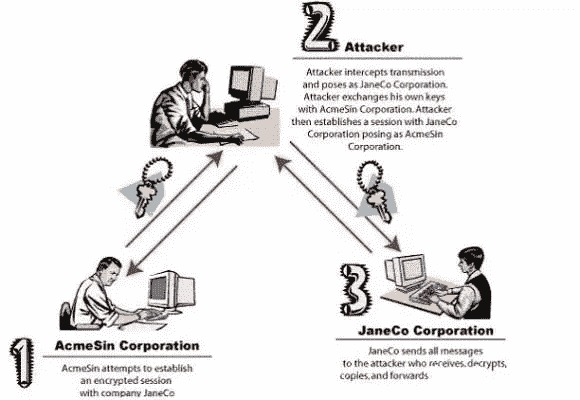 2 Attacker
Attacker intercepts transmission
and poses as JaneCo Corporation.
Attacker exchanges his own keys
with AcmeSin Corporation. Attacker
then establishes a session with JaneCo
Corporation posing as AcmeSin
Corporation.
1 AcmeSin Corporation
AcmeSin attempts to establish
an encrypted session
with company JaneCo
3
JaneCo Corporation
JaneCo sends all messages
to the attacker who receives, decrypts,
copies, and forwards